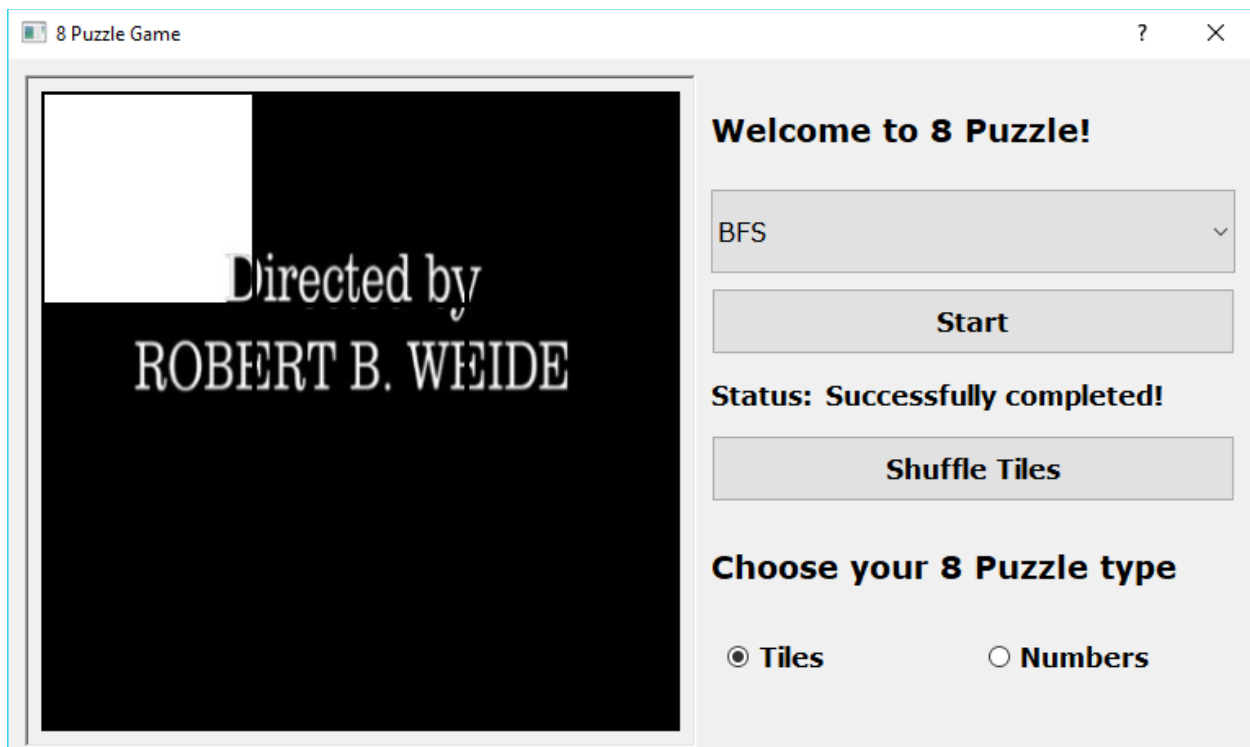 8 Puzzle Game
?
Directed by
ROBERT B. WEIDE
Welcome to 8 Puzzle!
BFS
Start
Status: Successfully completed!
Shuffle Tiles
Choose your 8 Puzzle type
Tiles
Numbers